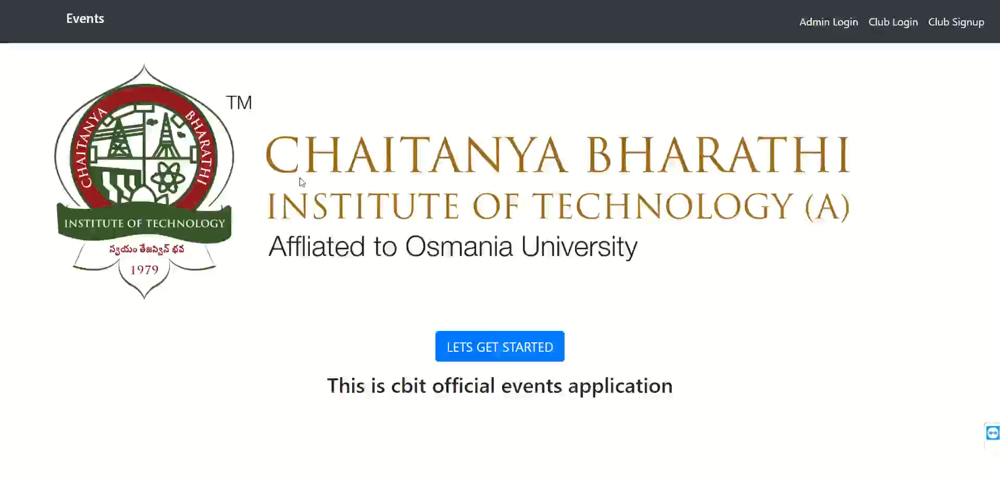 Events
Admin Login Club Login Club Signup
TM
CHAITANYA BHARATHI
INSTITUTE OF TECHNOLOGY
స్వయం తేజస్విన్ భవ
1979
CHAITANYA BHARATHI
INSTITUTE OF TECHNOLOGY (A)
Affliated to Osmania University
LETS GET STARTED
This is cbit official events application